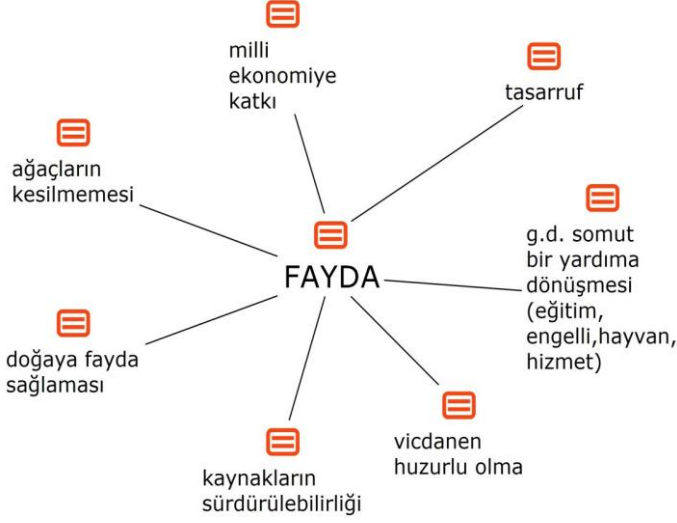 milli
ekonomiye
katkı
tasarruf
ağaçların
kesilmemesi
g.d. somut
bir yardıma
dönüşmesi
(eğitim,
engelli,hayvan,
hizmet)
FAYDA
doğaya fayda
sağlaması
vicdanen
huzurlu olma
kaynakların
sürdürülebilirliği